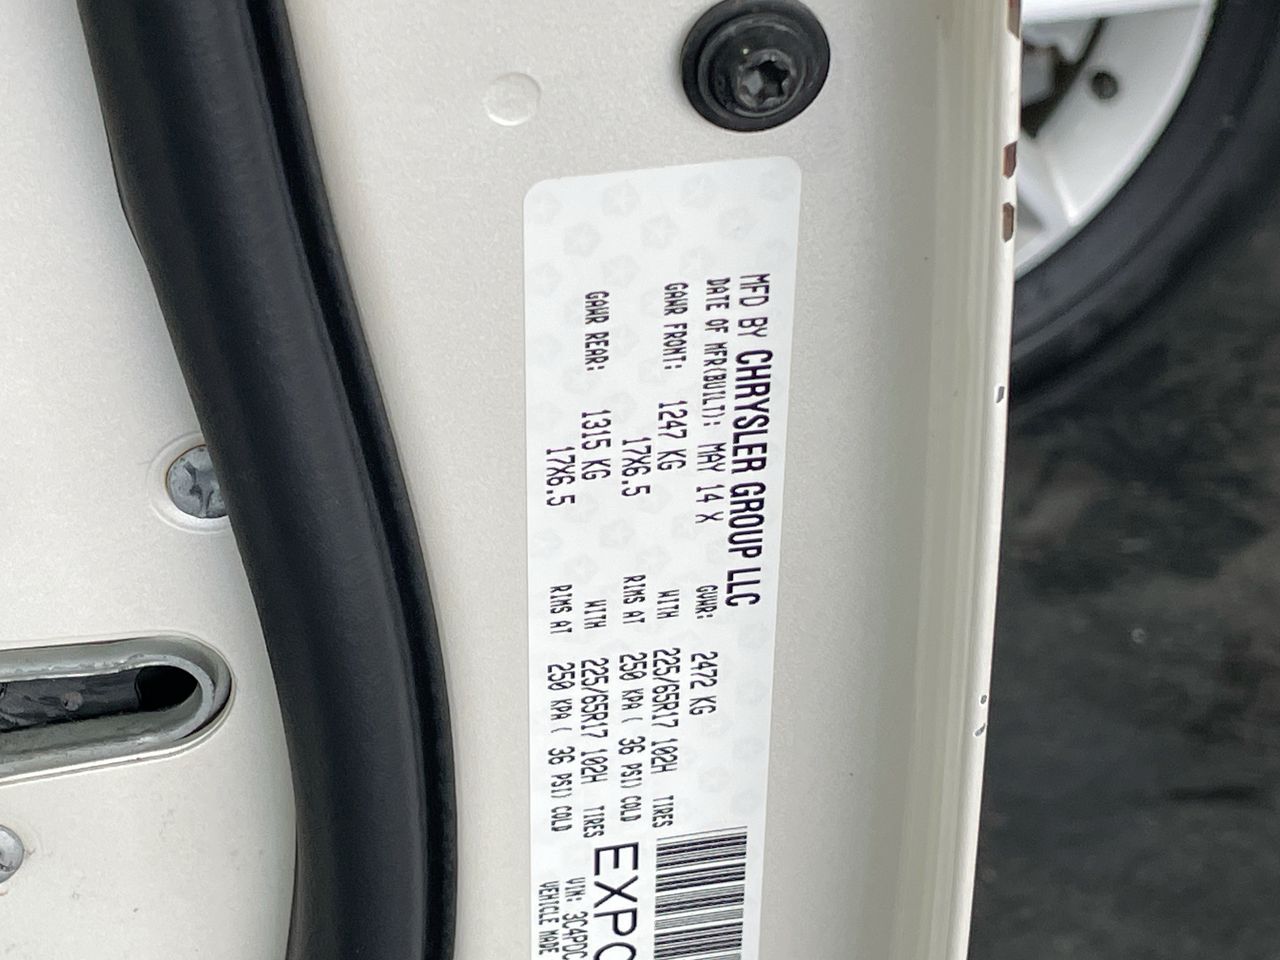 MFD BY CHRYSLER GROUP LLC
DATE OF MFR(BUILT): MAY 14 X GVWR: 2472 KG
GAWR FRONT: 1247 KG WITH 225/65R17 102H TIRES
17X6.5 RIMS AT 250 KPA ( 36 PSI) COLD
GAWR REAR: 1315 KG WITH 225/65R17 102H TIRES
17X6.5 RIMS AT 250 KPA ( 36 PSI) COLD
EXPO
VIN: 3C4PDC
VEHICLE MADE